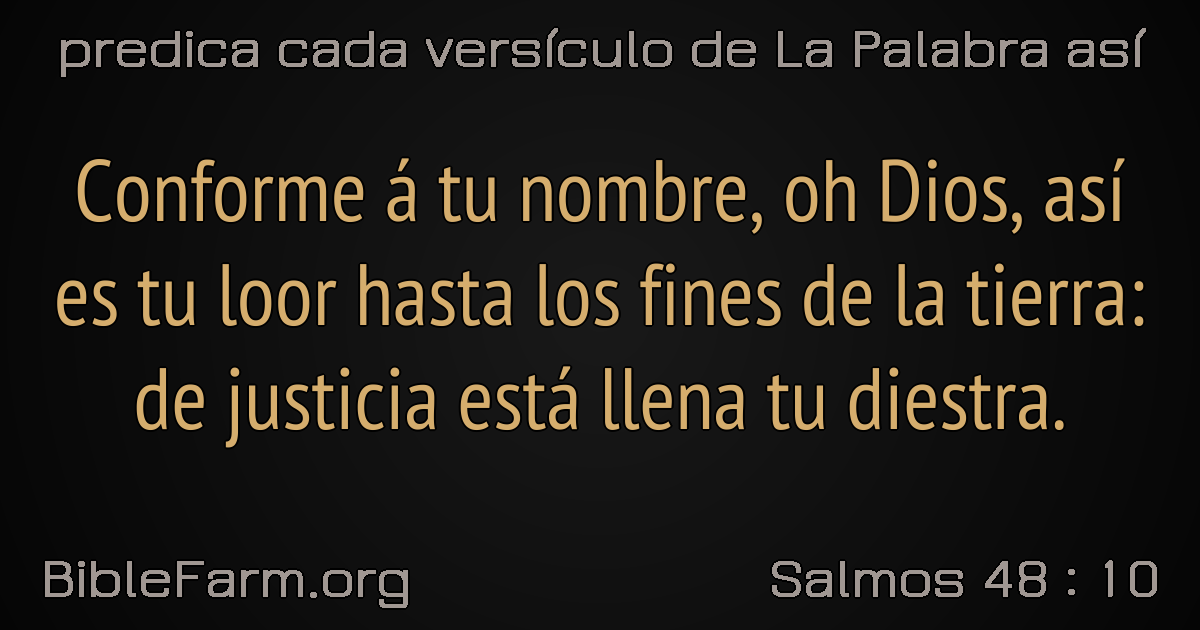 predica cada versículo de La Palabra así
Conforme á tu nombre, oh Dios, así
es tu loor hasta los fines de la tierra:
de justicia está llena tu diestra.
BibleFarm.org
Salmos 48 : 10